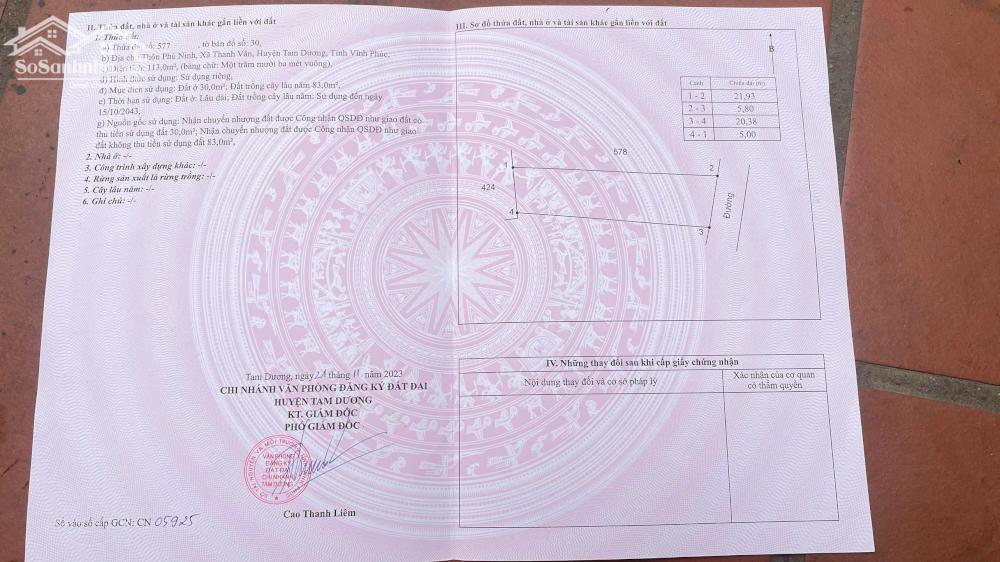 SoSanhnha
II. Thửa đất, nhà ở và tài sản khác gắn liền với đất
1. Thửa đất:
a) Thửa đất số: 577 , tờ bản đồ số: 30,
b) Địa chỉ: Thôn Phú Ninh, Xã Thanh Vân, Huyện Tam Dương, Tỉnh Vĩnh Phúc,
c) Diện tích: 113,0m², (bằng chữ: Một trăm mười ba mét vuông),
d) Hình thức sử dụng: Sử dụng riêng,
đ) Mục đích sử dụng: Đất ở 30,0m²; Đất trồng cây lâu năm 83,0m²,
e) Thời hạn sử dụng: Đất ở: Lâu dài; Đất trồng cây lâu năm: Sử dụng đến ngày
15/10/2043,
g) Nguồn gốc sử dụng: Nhận chuyển nhượng đất được Công nhận QSDĐ như giao đất có
thu tiền sử dụng đất 30,0m²; Nhận chuyển nhượng đất được Công nhận QSDĐ như giao
đất không thu tiền sử dụng đất 83,0m²,
2. Nhà ở: -/-
3. Công trình xây dựng khác: -/-
4. Rừng sản xuất là rừng trồng: -/-
5. Cây lâu năm: -/-
6. Ghi chú: -/-
Tam Dương, ngày 21 tháng 11 năm 2023
CHI NHÁNH VĂN PHÒNG ĐĂNG KÝ ĐẤT ĐAI
HUYỆN TAM DƯƠNG
KT. GIÁM ĐỐC
PHÓ GIÁM ĐỐC
VĂN PHÒNG
ĐĂNG KÝ
ĐẤT ĐAI
CHI NHÁNH
TAM DƯƠNG
Cao Thanh Liêm
Số vào sổ cấp GCN: CN 05925
III. Sơ đồ thửa đất, nhà ở và tài sản khác gắn liền với đất
B
Cạnh Chiều dài (m)
1 - 2 21,93
2 - 3 5,80
3 - 4 20,38
4 - 1 5,00
578
1
2
424
4
3
Đường
IV. Những thay đổi sau khi cấp giấy chứng nhận
Nội dung thay đổi và cơ sở pháp lý
Xác nhận của cơ quan
có thẩm quyền